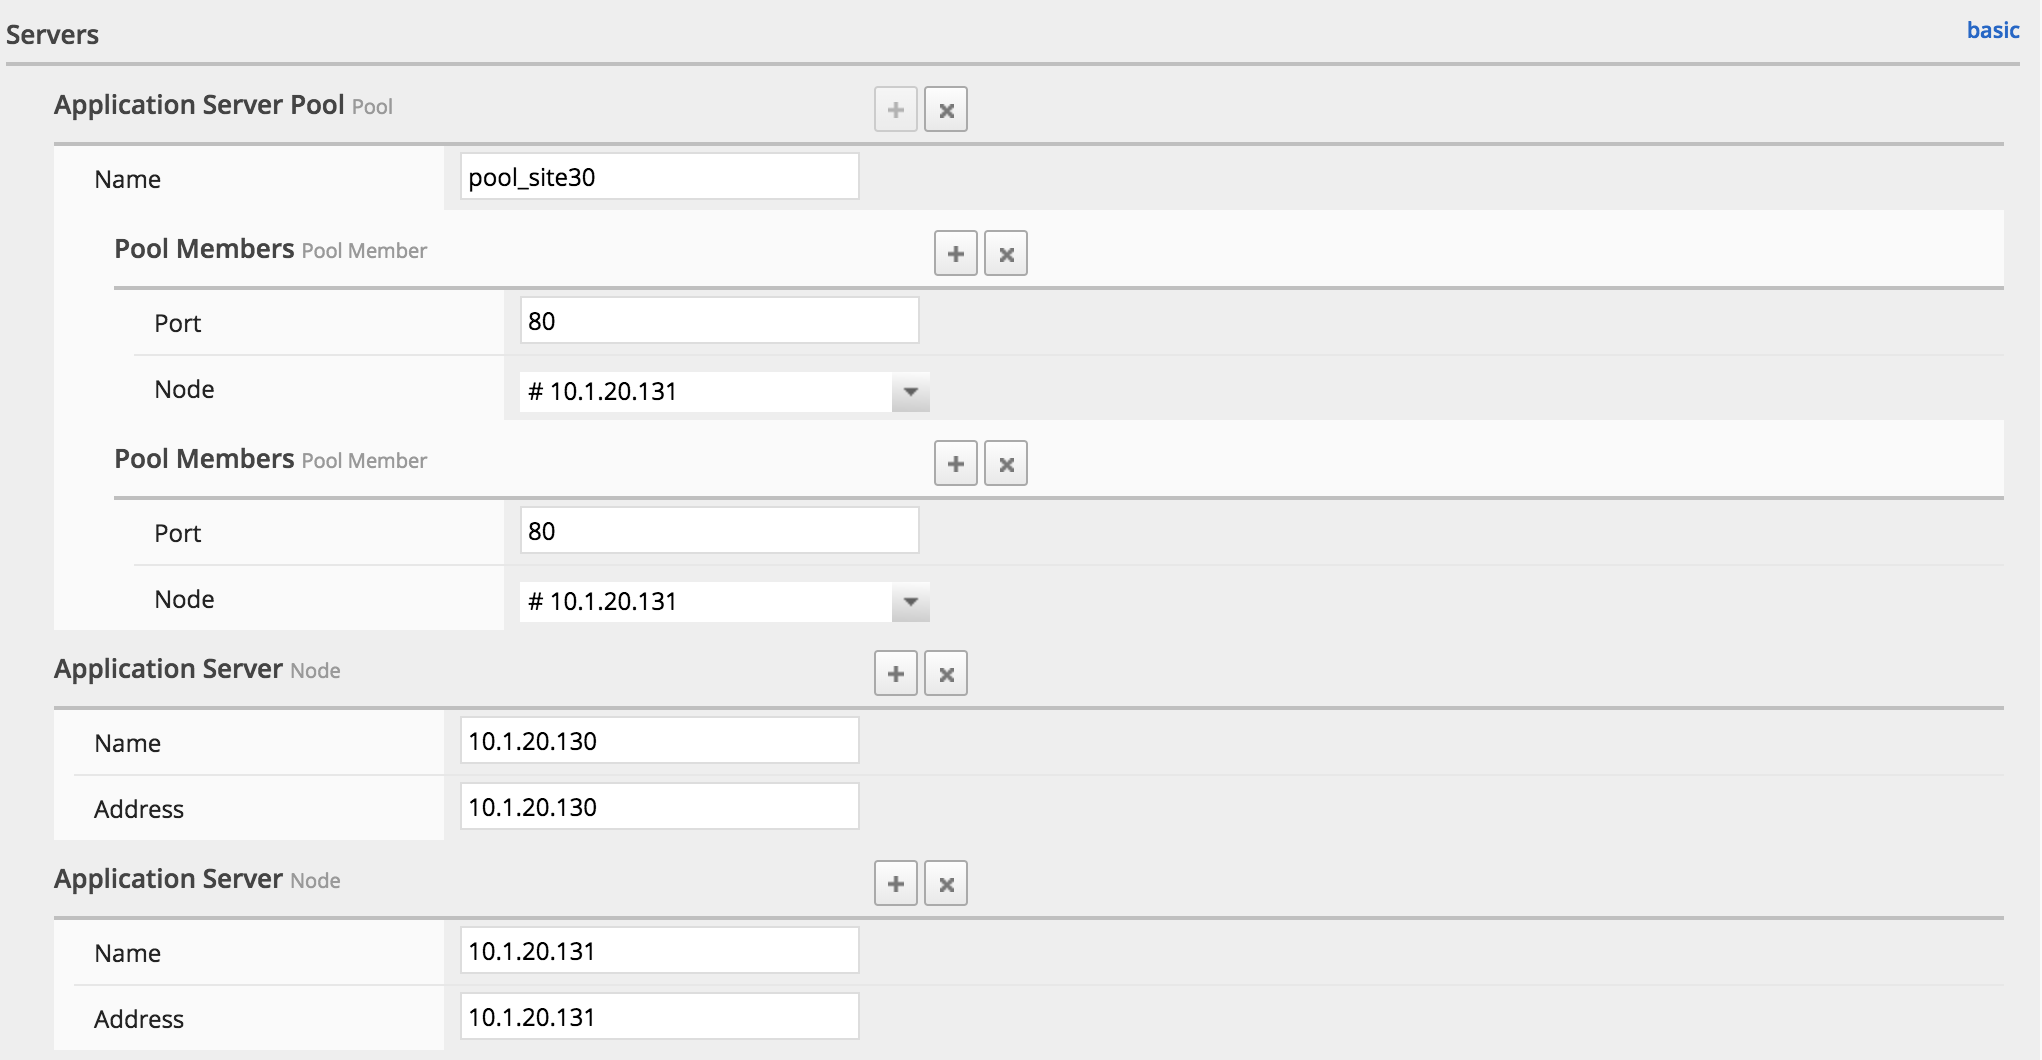 Servers
basic
Application Server Pool Pool
Name
pool_site30
Pool Members Pool Member
Port
80
Node
# 10.1.20.131
Pool Members Pool Member
Port
80
Node
# 10.1.20.131
Application Server Node
Name
10.1.20.130
Address
10.1.20.130
Application Server Node
Name
10.1.20.131
Address
10.1.20.131